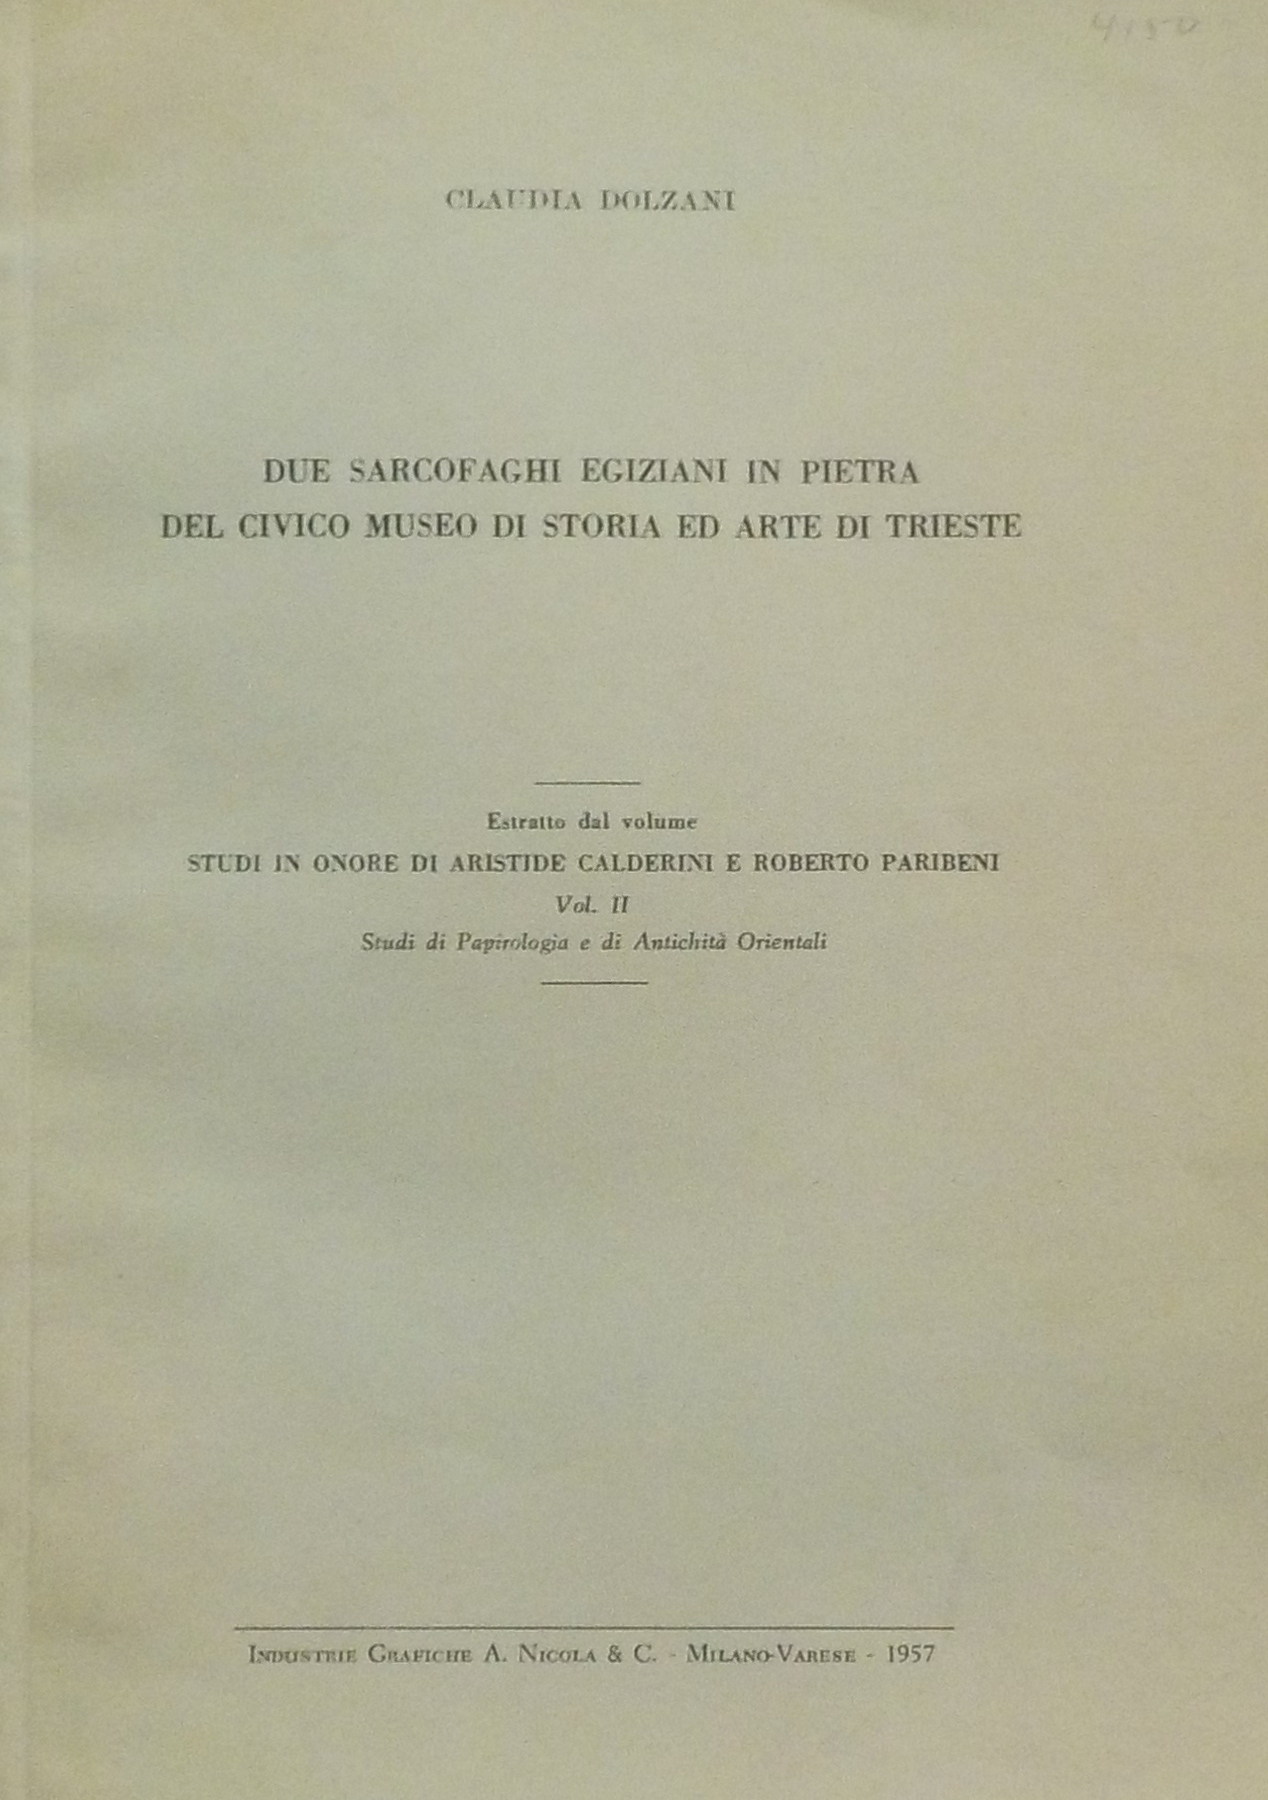 CLAUDIA DOLZANI
DUE SARCOFAGHI EGIZIANI IN PIETRA
DEL CIVICO MUSEO DI STORIA ED ARTE DI TRIESTE
Estratto dal volume
STUDI IN ONORE DI ARISTIDE CALDERINI E ROBERTO PARIBENI
Vol. II
Studi di Papirologia e di Antichità Orientali
INDUSTRIE GRAFICHE A. NICOLA & C. - MILANO-VARESE - 1957